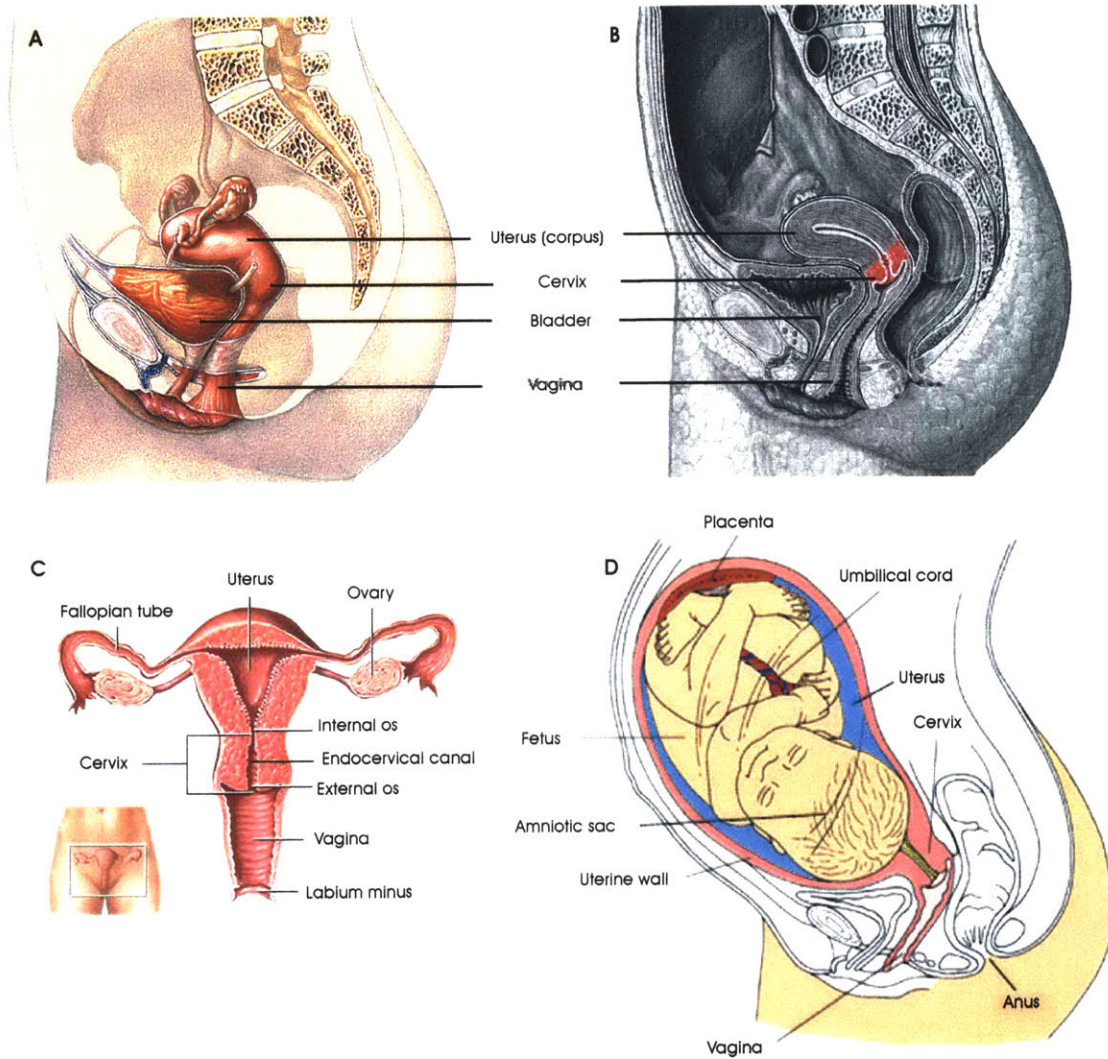 A
B
Uterus (corpus)
Cervix
Bladder
Vagina
C
Uterus
Ovary
Fallopian tube
Internal os
Cervix
Endocervical canal
External os
Vagina
Labium minus
D
Placenta
Umbilical cord
Uterus
Cervix
Fetus
Amniotic sac
Uterine wall
Anus
Vagina